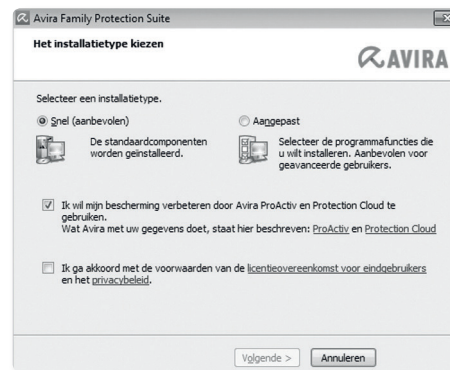 Avira Family Protection Suite
Het installatietype kiezen
AVIRA
Selecteer een installatietype.
Snel (aanbevolen)
Aangepast
De standaardcomponenten
worden geïnstalleerd.
Selecteer de programmafuncties die
u wilt installeren. Aanbevolen voor
geavanceerde gebruikers.
Ik wil mijn bescherming verbeteren door Avira ProActiv en Protection Cloud te
gebruiken.
Wat Avira met uw gegevens doet, staat hier beschreven: ProActiv en Protection Cloud
Ik ga akkoord met de voorwaarden van de licentieovereenkomst voor eindgebruikers
en het privacybeleid.
Volgende >
Annuleren